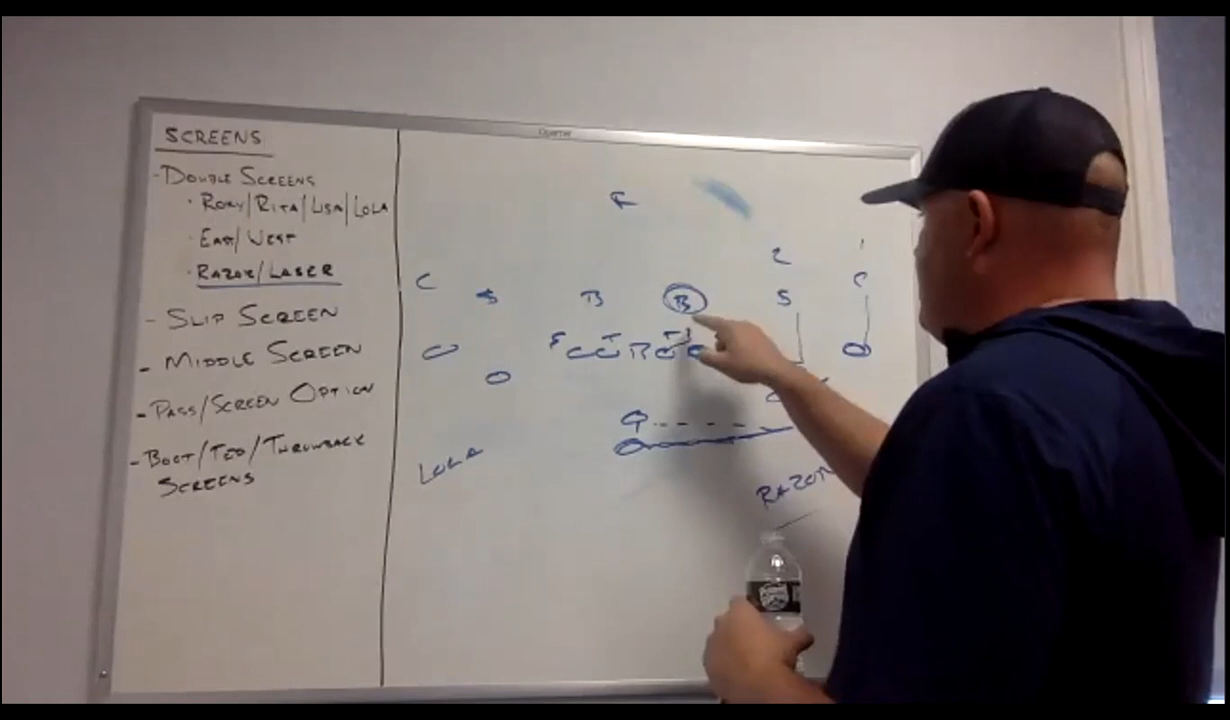 SCREENS
- DOUBLE SCREENS
· RORY/RITA/LISA/LOLA
· EAST/WEST
· RAZOR/LASER
- SLIP SCREEN
- MIDDLE SCREEN
- PASS/SCREEN OPTION
- BOOT/TED/THROWBACK
SCREENS
F
C
B
B
S
LOLA
RAZOR